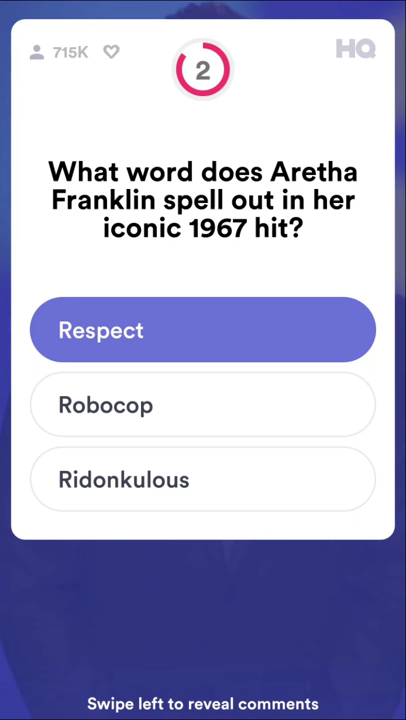 715K
2
HQ
What word does Aretha
Franklin spell out in her
iconic 1967 hit?
Respect
Robocop
Ridonkulous
Swipe left to reveal comments